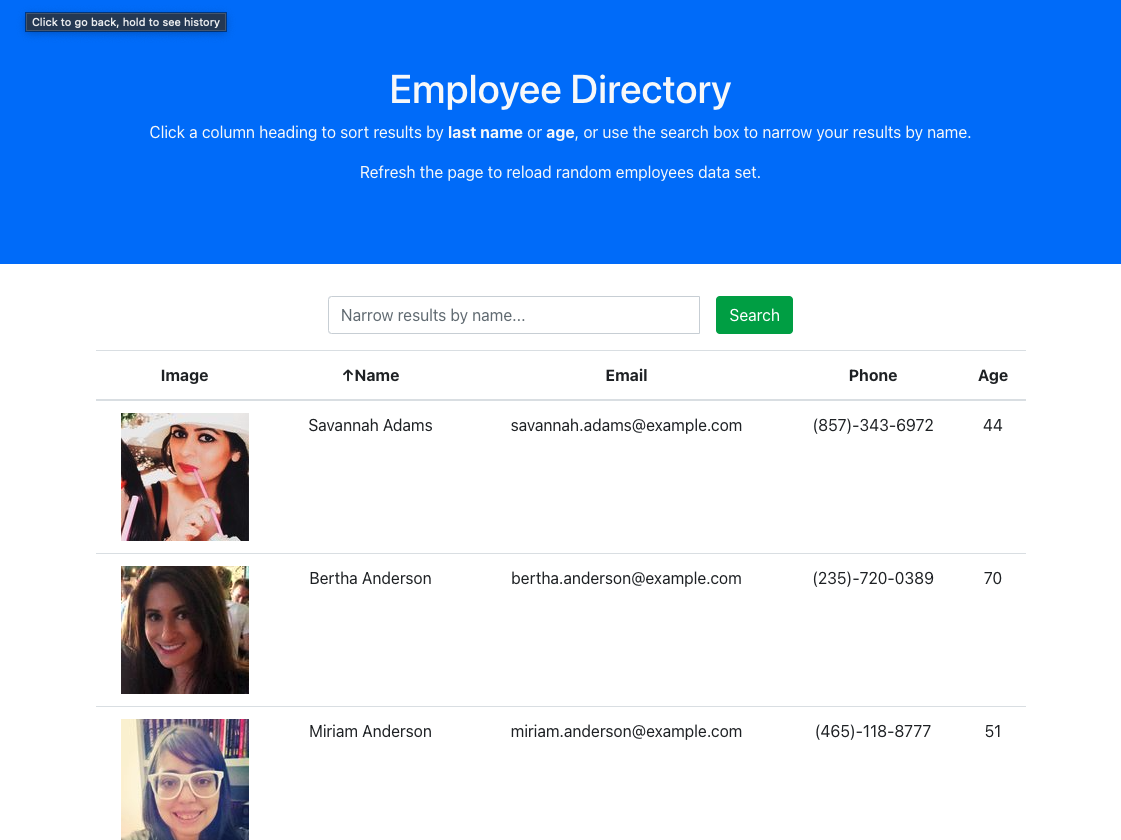 Click to go back, hold to see history
Employee Directory
Click a column heading to sort results by last name or age, or use the search box to narrow your results by name.
Refresh the page to reload random employees data set.
Narrow results by name... Search
Image ↑Name Email Phone Age
Savannah Adams savannah.adams@example.com (857)-343-6972 44
Bertha Anderson bertha.anderson@example.com (235)-720-0389 70
Miriam Anderson miriam.anderson@example.com (465)-118-8777 51